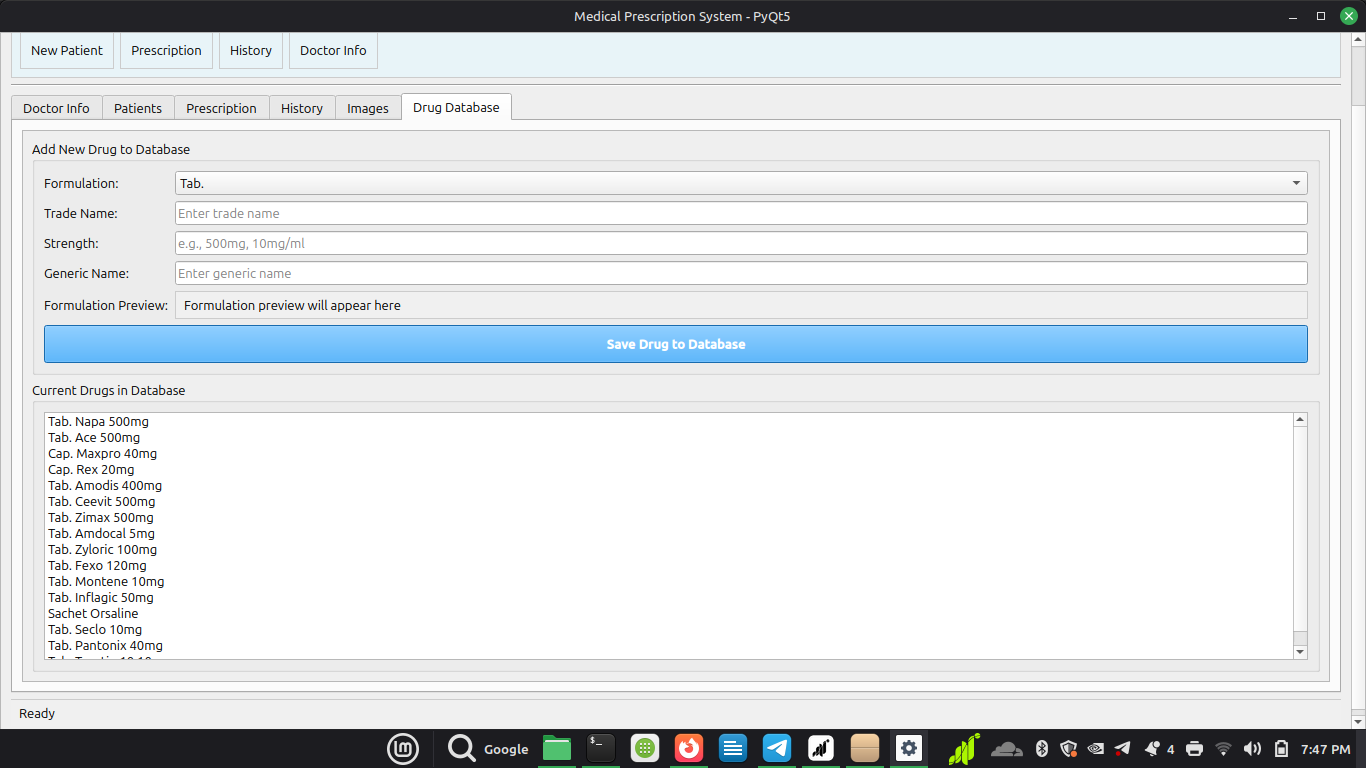 Medical Prescription System - PyQt5
New Patient Prescription History Doctor Info
Doctor Info Patients Prescription History Images Drug Database
Add New Drug to Database
Formulation: Tab.
Trade Name: Enter trade name
Strength: e.g., 500mg, 10mg/ml
Generic Name: Enter generic name
Formulation Preview: Formulation preview will appear here
Save Drug to Database
Current Drugs in Database
Tab. Napa 500mg
Tab. Ace 500mg
Cap. Maxpro 40mg
Cap. Rex 20mg
Tab. Amodis 400mg
Tab. Ceevit 500mg
Tab. Zimax 500mg
Tab. Amdocal 5mg
Tab. Zyloric 100mg
Tab. Fexo 120mg
Tab. Montene 10mg
Tab. Inflagic 50mg
Sachet Orsaline
Tab. Seclo 10mg
Tab. Pantonix 40mg
Ready
Google $_ 4 7:47 PM